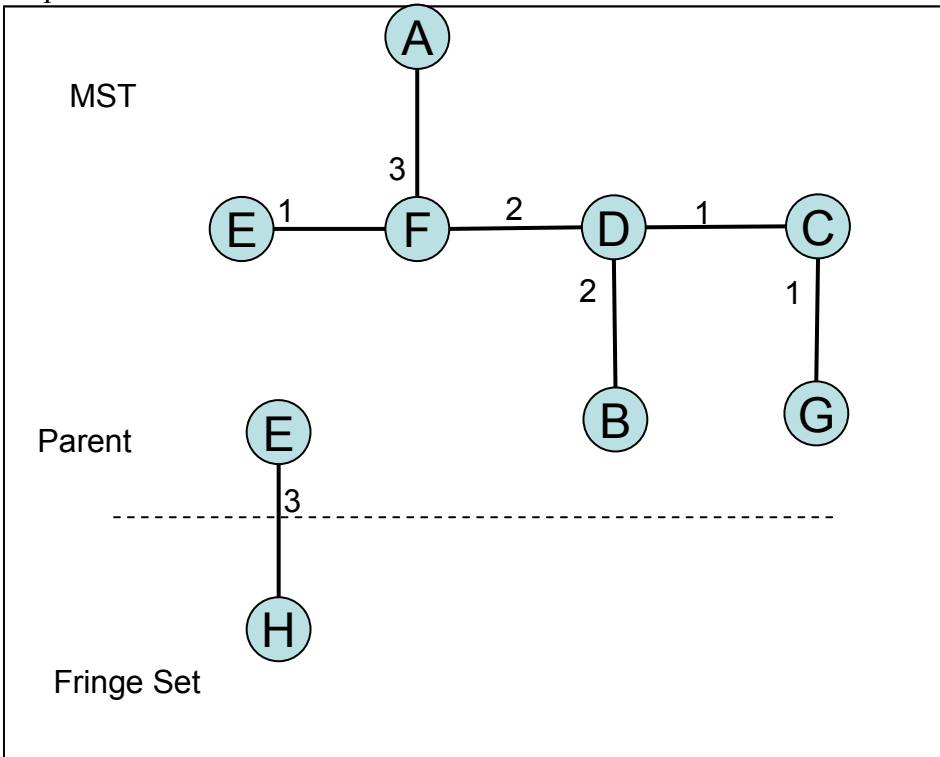 A
MST
3
E 1 F 2 D 1 C
2 1
E B G
Parent
3
H
Fringe Set